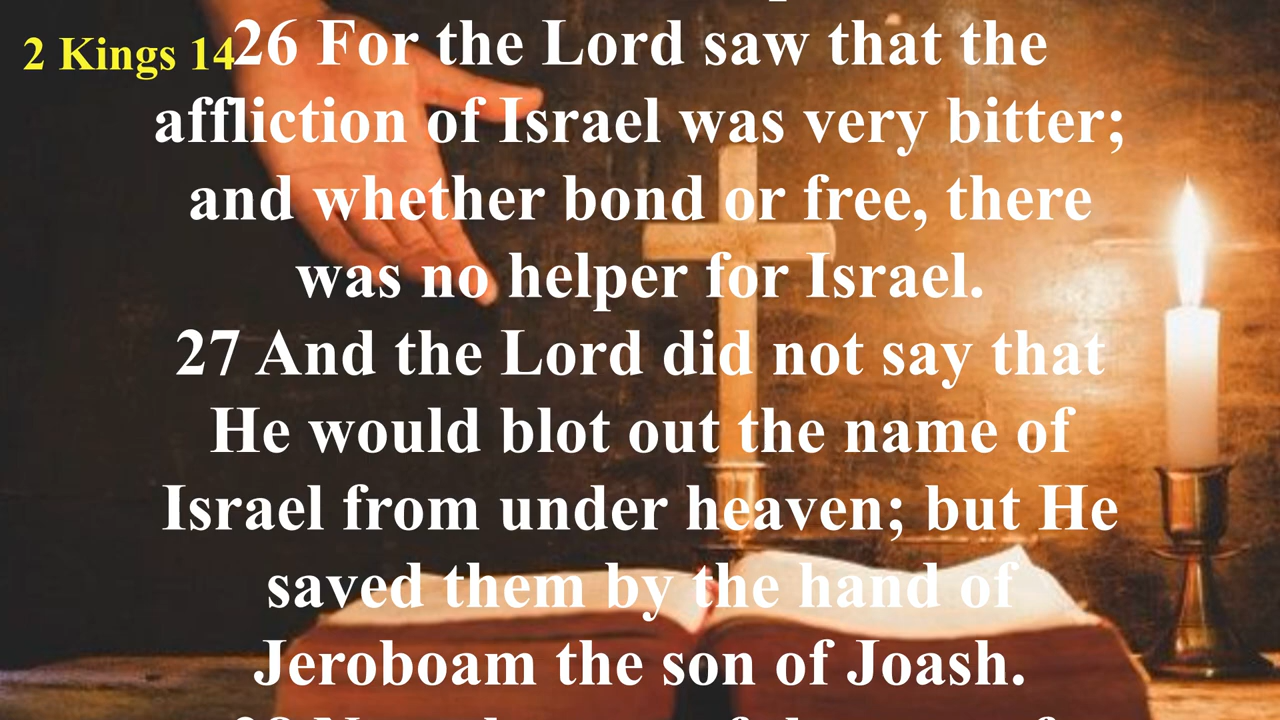 2 Kings 14
26 For the Lord saw that the
affliction of Israel was very bitter;
and whether bond or free, there
was no helper for Israel.
27 And the Lord did not say that
He would blot out the name of
Israel from under heaven; but He
saved them by the hand of
Jeroboam the son of Joash.